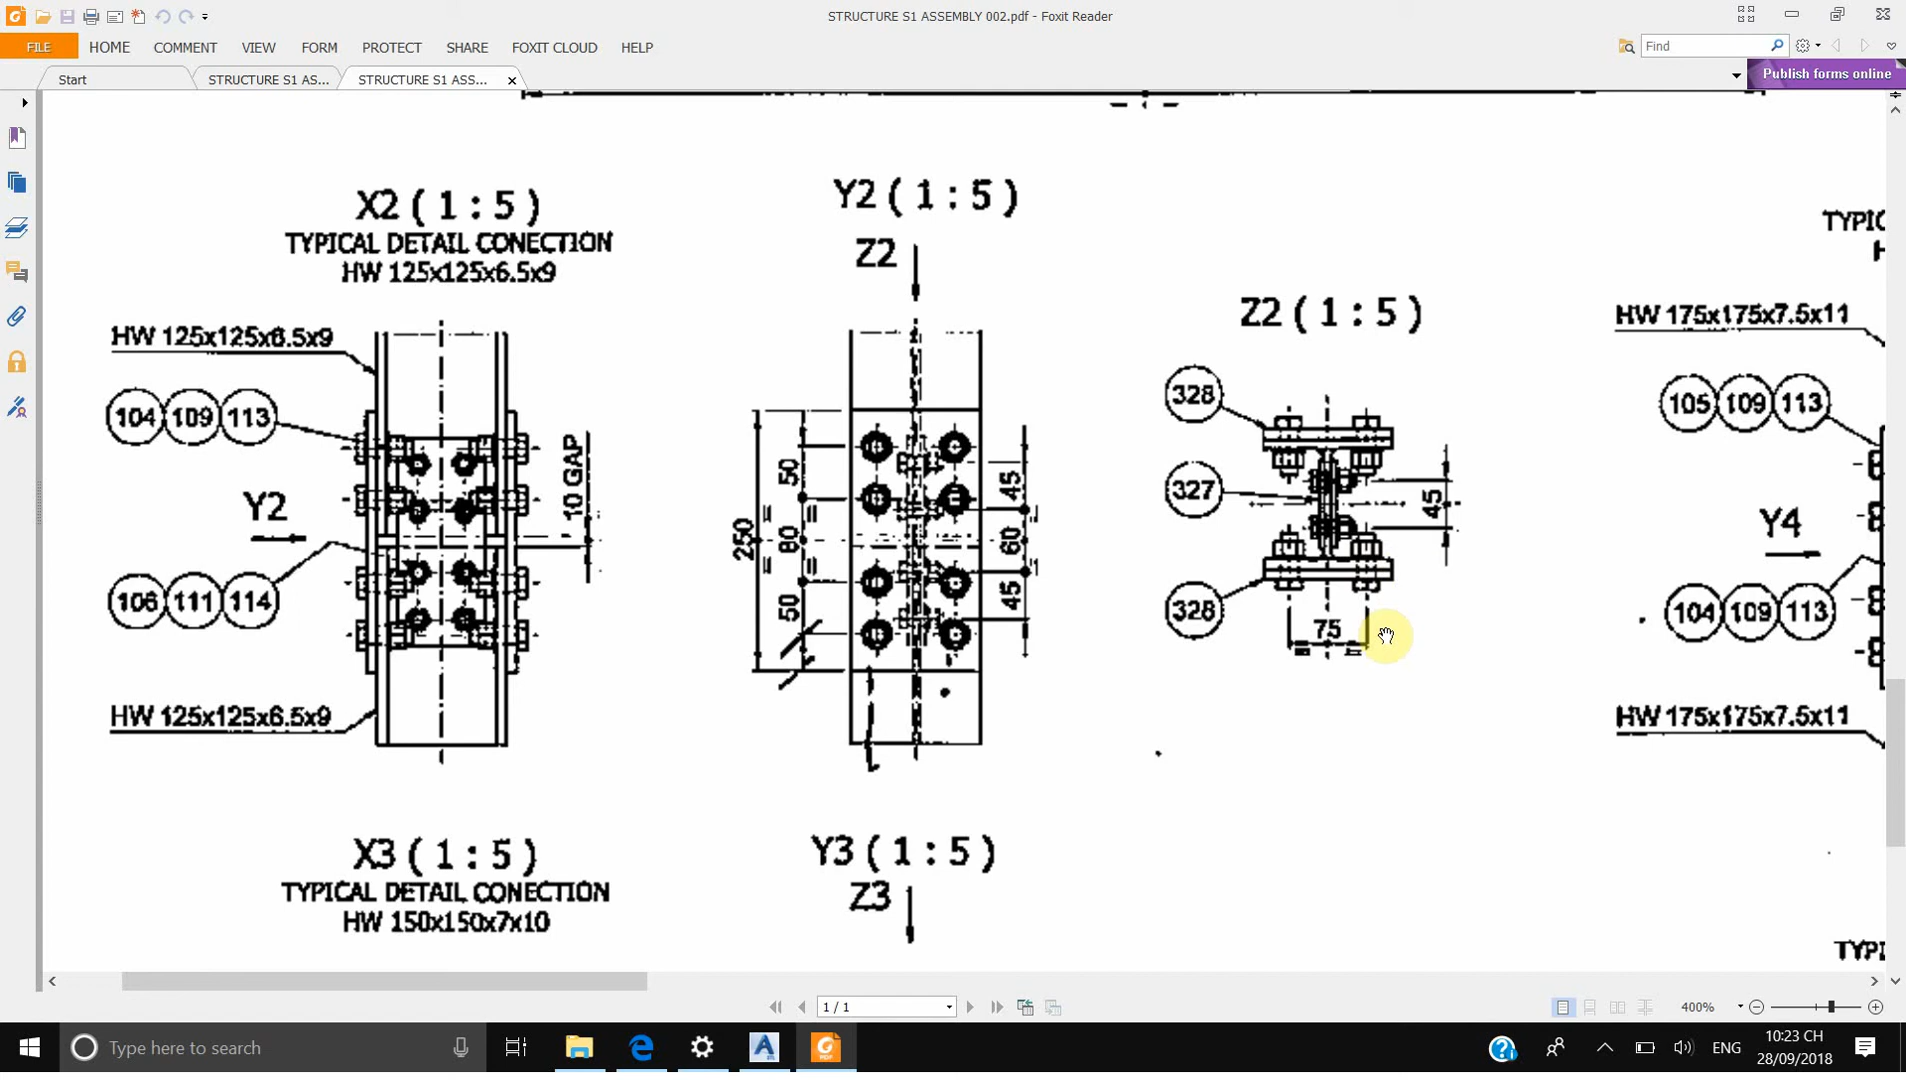 STRUCTURE S1 ASSEMBLY 002.pdf - Foxit Reader
FILE HOME COMMENT VIEW FORM PROTECT SHARE FOXIT CLOUD HELP
Find
Start
STRUCTURE S1 AS...
STRUCTURE S1 ASS...
Publish forms online
X2 ( 1 : 5 )
TYPICAL DETAIL CONECTION
HW 125x125x6.5x9
HW 125x125x6.5x9
104 109 113
10 GAP
Y2
106 111 114
HW 125x125x6.5x9
Y2 ( 1 : 5 )
Z2
250
50
80
50
45
60
45
Z2 ( 1 : 5 )
328
327
45
328
75
HW 175x175x7.5x11
105 109 113
Y4
104 109 113
HW 175x175x7.5x11
X3 ( 1 : 5 )
TYPICAL DETAIL CONECTION
HW 150x150x7x10
Y3 ( 1 : 5 )
Z3
1 / 1
400%
Type here to search
ENG
10:23 CH
28/09/2018